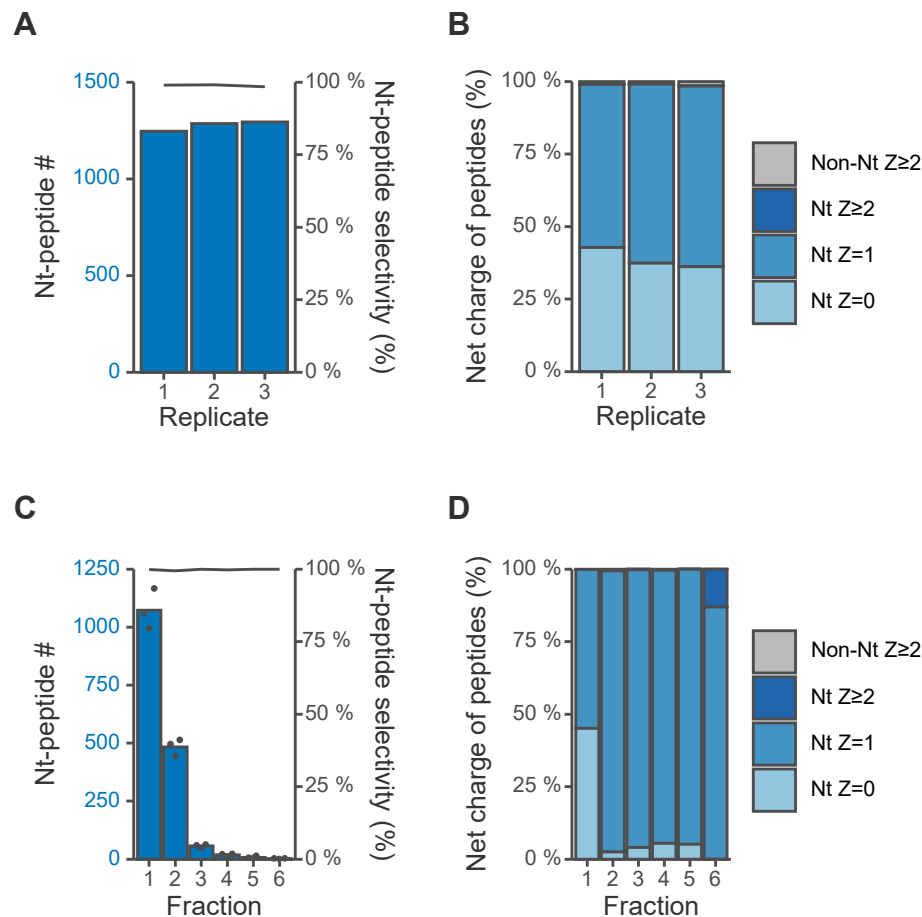 A
1500
1000
500
0
Nt-peptide #
100 %
75 %
50 %
25 %
0 %
Nt-peptide selectivity (%)
1 2 3
Replicate
B
100 %
75 %
50 %
25 %
0 %
Net charge of peptides (%)
1 2 3
Replicate
Non-Nt Z≥2
Nt Z≥2
Nt Z=1
Nt Z=0
C
1250
1000
750
500
250
0
Nt-peptide #
100 %
75 %
50 %
25 %
0 %
Nt-peptide selectivity (%)
1 2 3 4 5 6
Fraction
D
100 %
75 %
50 %
25 %
0 %
Net charge of peptides (%)
1 2 3 4 5 6
Fraction
Non-Nt Z≥2
Nt Z≥2
Nt Z=1
Nt Z=0